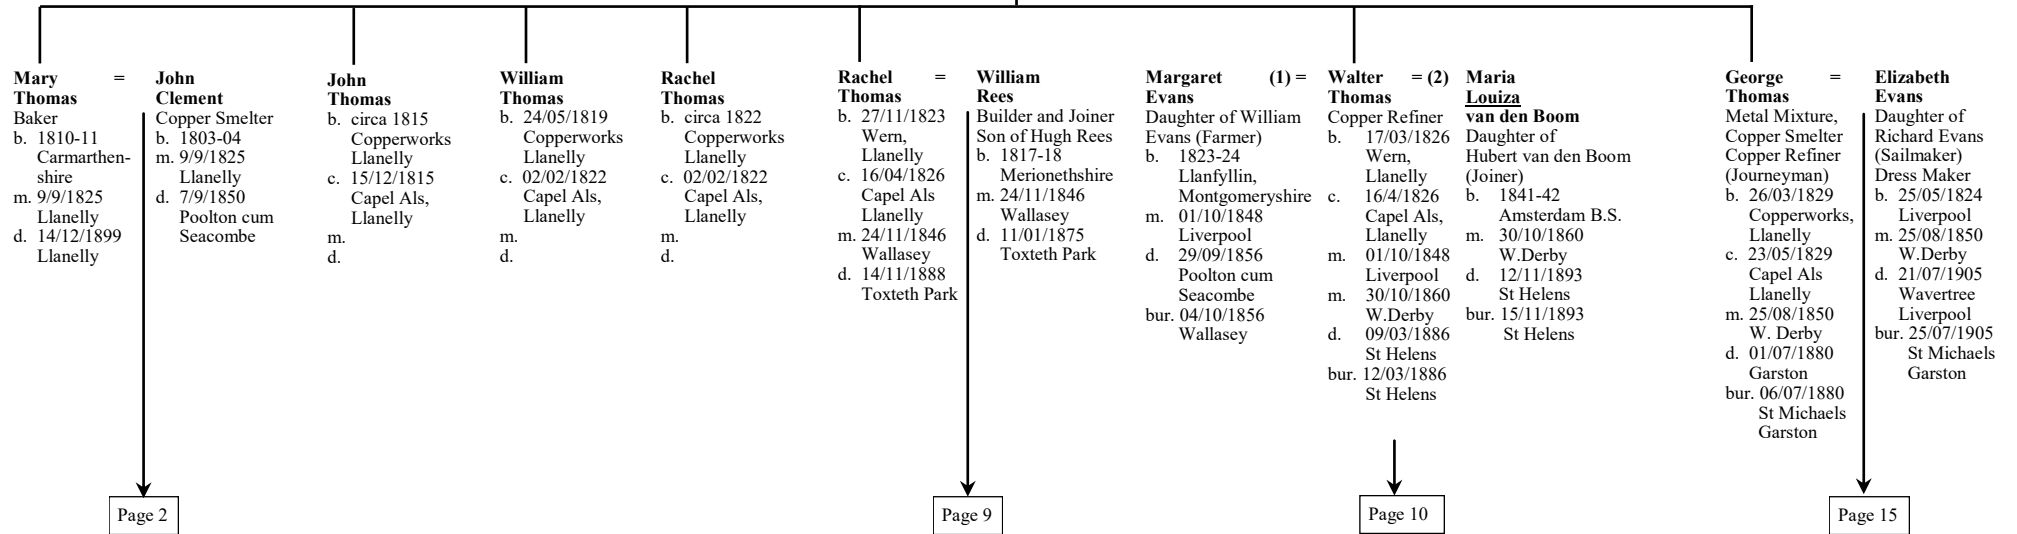 Mary =
Thomas
Baker
b. 1810-11
Carmarthen-
shire
m. 9/9/1825
Llanelly
d. 14/12/1899
Llanelly
John
Clement
Copper Smelter
b. 1803-04
m. 9/9/1825
Llanelly
d. 7/9/1850
Poolton cum
Seacombe
Page 2
John
Thomas
b. circa 1815
Copperworks
Llanelly
c. 15/12/1815
Capel Als,
Llanelly
m.
d.
William
Thomas
b. 24/05/1819
Copperworks
Llanelly
c. 02/02/1822
Capel Als,
Llanelly
m.
d.
Rachel
Thomas
b. circa 1822
Copperworks
Llanelly
c. 02/02/1822
Capel Als,
Llanelly
m.
d.
Rachel =
Thomas
b. 27/11/1823
Wern,
Llanelly
c. 16/04/1826
Capel Als
Llanelly
m. 24/11/1846
Wallasey
d. 14/11/1888
Toxteth Park
William
Rees
Builder and Joiner
Son of Hugh Rees
b. 1817-18
Merionethshire
m. 24/11/1846
Wallasey
d. 11/01/1875
Toxteth Park
Page 9
Margaret (1) =
Evans
Daughter of William
Evans (Farmer)
b. 1823-24
Llanfyllin,
Montgomeryshire
m. 01/10/1848
Liverpool
d. 29/09/1856
Poolton cum
Seacombe
bur. 04/10/1856
Wallasey
Walter = (2)
Thomas
Copper Refiner
b. 17/03/1826
Wern,
Llanelly
c. 16/4/1826
Capel Als,
Llanelly
m. 01/10/1848
Liverpool
m. 30/10/1860
W.Derby
d. 09/03/1886
St Helens
bur. 12/03/1886
St Helens
Page 10
Maria
Louiza
van den Boom
Daughter of
Hubert van den Boom
(Joiner)
b. 1841-42
Amsterdam B.S.
m. 30/10/1860
W.Derby
d. 12/11/1893
St Helens
bur. 15/11/1893
St Helens
George =
Thomas
Metal Mixture,
Copper Smelter
Copper Refiner
(Journeyman)
b. 26/03/1829
Copperworks,
Llanelly
c. 23/05/1829
Capel Als
Llanelly
m. 25/08/1850
W. Derby
d. 01/07/1880
Garston
bur. 06/07/1880
St Michaels
Garston
Elizabeth
Evans
Daughter of
Richard Evans
(Sailmaker)
Dress Maker
b. 25/05/1824
Liverpool
m. 25/08/1850
W.Derby
d. 21/07/1905
Wavertree
Liverpool
bur. 25/07/1905
St Michaels
Garston
Page 15